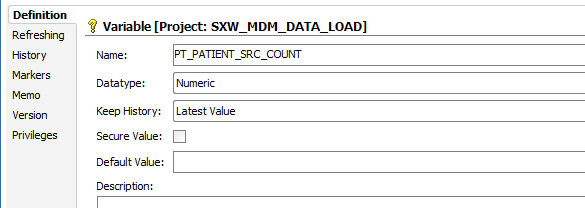 Definition
Refreshing
History
Markers
Memo
Version
Privileges
Variable [Project: SXW_MDM_DATA_LOAD]
Name: PT_PATIENT_SRC_COUNT
Datatype: Numeric
Keep History: Latest Value
Secure Value:
Default Value:
Description: